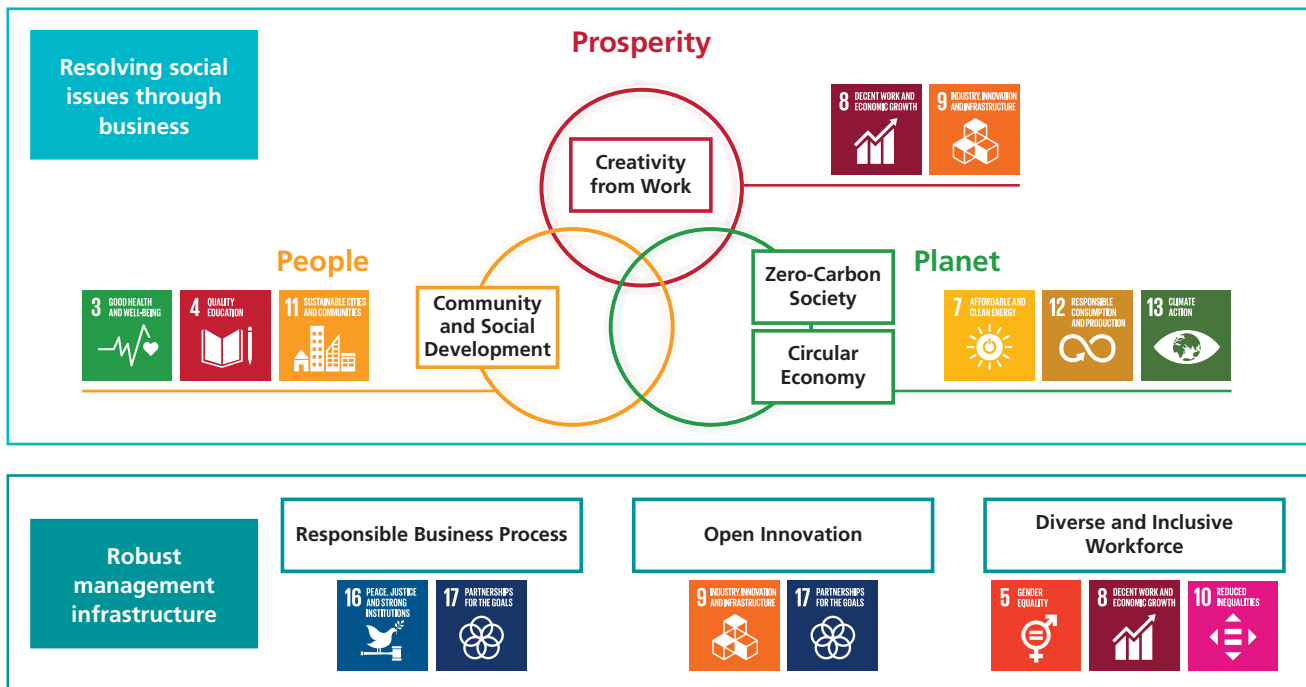 Resolving social
issues through
business
Prosperity
Creativity
from Work
8 DECENT WORK AND
ECONOMIC GROWTH
9 INDUSTRY, INNOVATION
AND INFRASTRUCTURE
People
3 GOOD HEALTH
AND WELL-BEING
4 QUALITY
EDUCATION
11 SUSTAINABLE CITIES
AND COMMUNITIES
Community
and Social
Development
Zero-Carbon
Society
Circular
Economy
Planet
7 AFFORDABLE AND
CLEAN ENERGY
12 RESPONSIBLE
CONSUMPTION
AND PRODUCTION
13 CLIMATE
ACTION
Robust
management
infrastructure
Responsible Business Process
16 PEACE, JUSTICE
AND STRONG
INSTITUTIONS
17 PARTNERSHIPS
FOR THE GOALS
Open Innovation
9 INDUSTRY, INNOVATION
AND INFRASTRUCTURE
17 PARTNERSHIPS
FOR THE GOALS
Diverse and Inclusive
Workforce
5 GENDER
EQUALITY
8 DECENT WORK AND
ECONOMIC GROWTH
10 REDUCED
INEQUALITIES